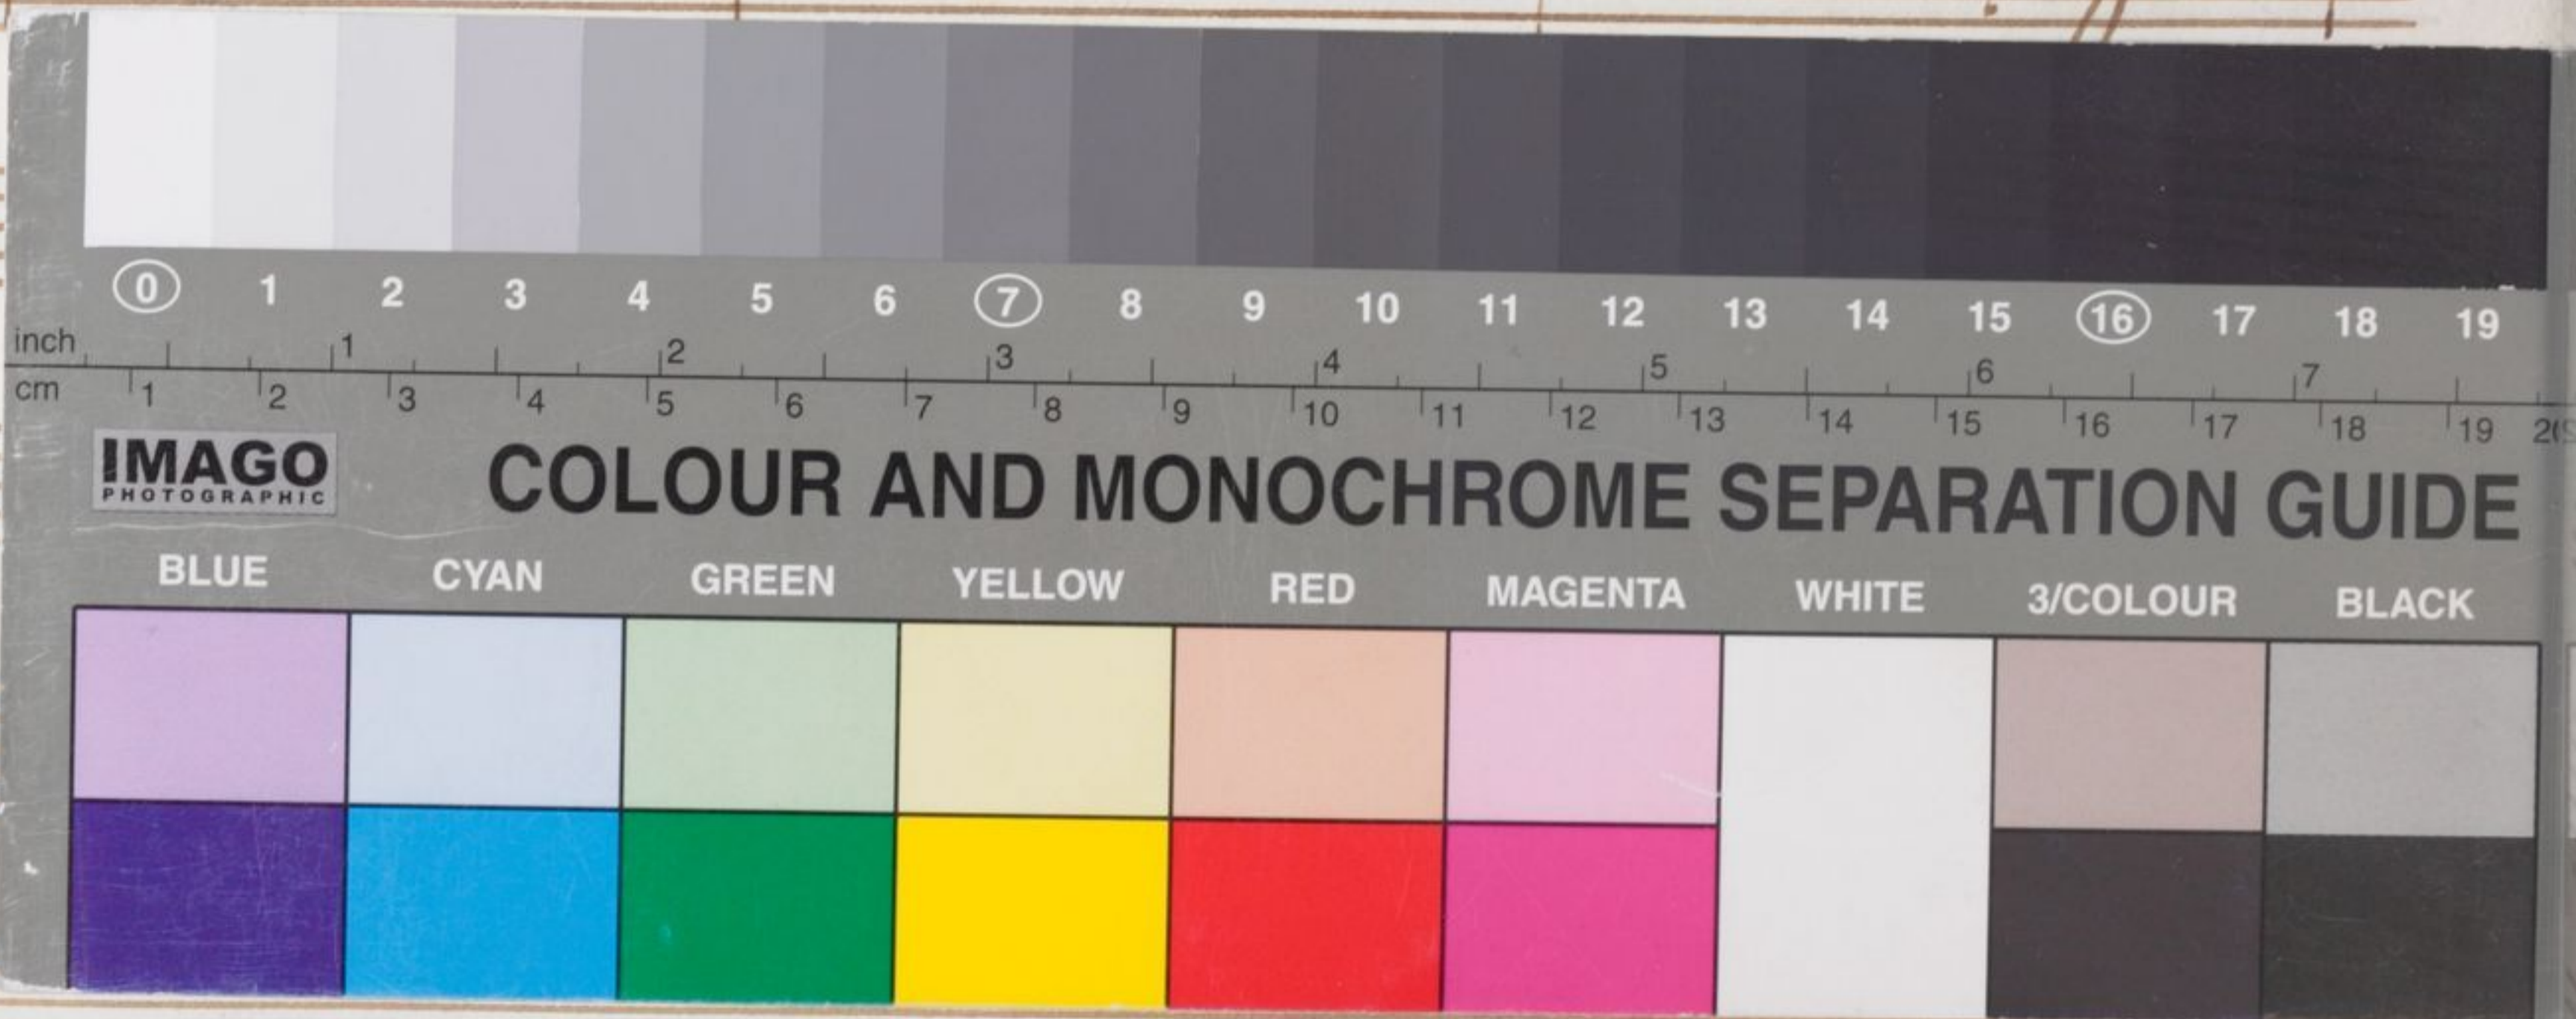 0 1 2 3 4 5 6 7 8 9 10 11 12 13 14 15 16 17 18 19
inch 1 2 3 4 5 6 7
cm 1 2 3 4 5 6 7 8 9 10 11 12 13 14 15 16 17 18 19
IMAGO
PHOTOGRAPHIC
COLOUR AND MONOCHROME SEPARATION GUIDE
BLUE CYAN GREEN YELLOW RED MAGENTA WHITE 3/COLOUR BLACK